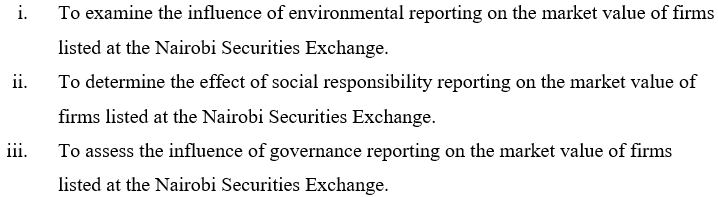 i. To examine the influence of environmental reporting on the market value of firms
listed at the Nairobi Securities Exchange.
ii. To determine the effect of social responsibility reporting on the market value of
firms listed at the Nairobi Securities Exchange.
iii. To assess the influence of governance reporting on the market value of firms
listed at the Nairobi Securities Exchange.